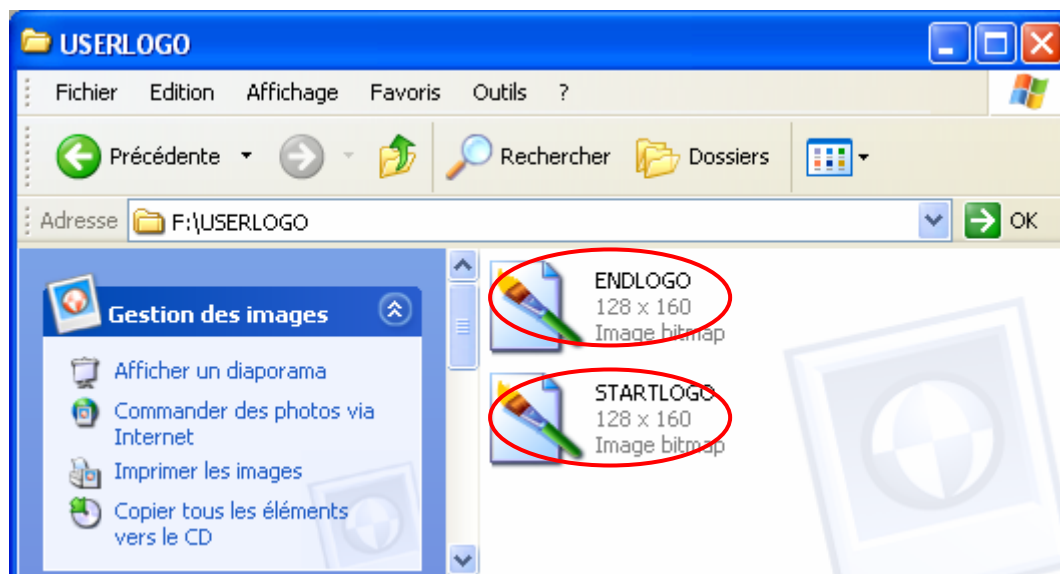 USERLOGO
Fichier Edition Affichage Favoris Outils ?
Précédente Rechercher Dossiers
Adresse F:\USERLOGO OK
Gestion des images
Afficher un diaporama
Commander des photos via
Internet
Imprimer les images
Copier tous les éléments
vers le CD
ENDLOGO
128 x 160
Image bitmap
STARTLOGO
128 x 160
Image bitmap